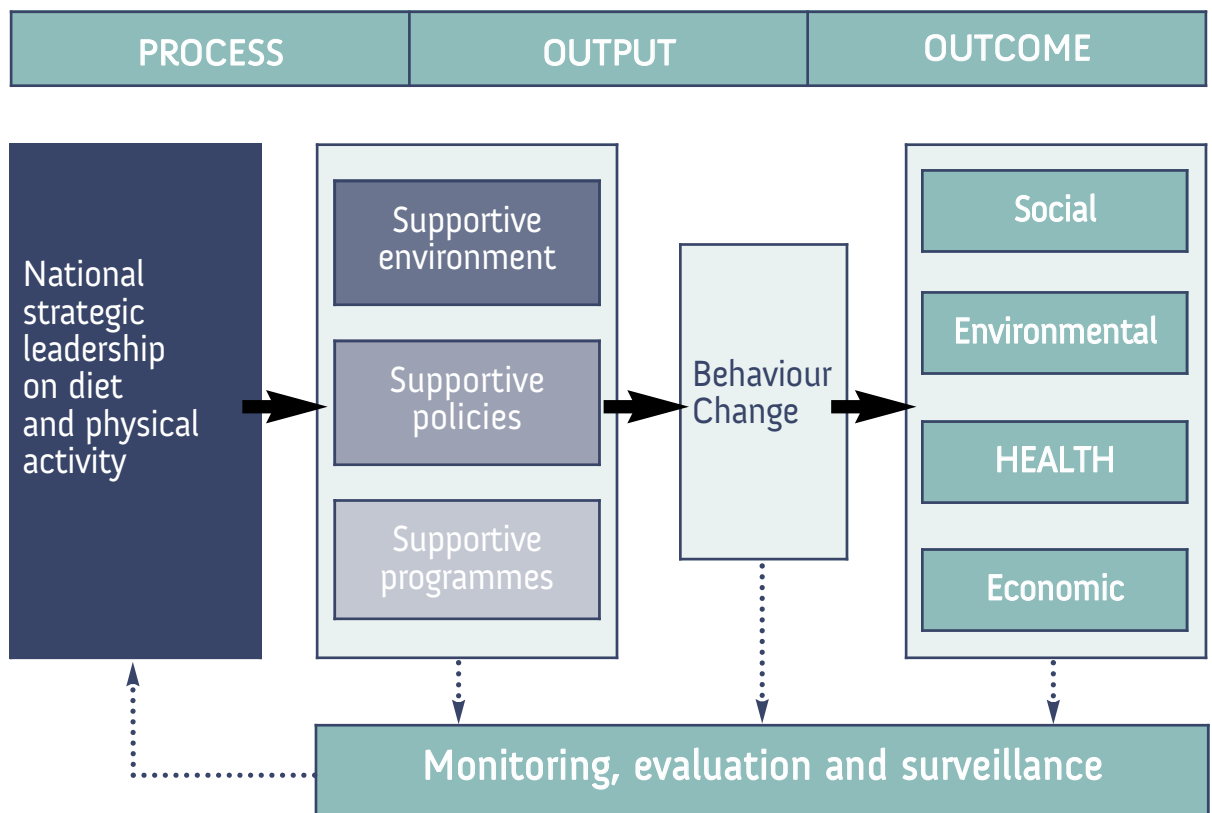 PROCESS
OUTPUT
OUTCOME
National
strategic
leadership
on diet
and physical
activity
Supportive
environment
Supportive
policies
Supportive
programmes
Behaviour
Change
Social
Environmental
HEALTH
Economic
Monitoring, evaluation and surveillance